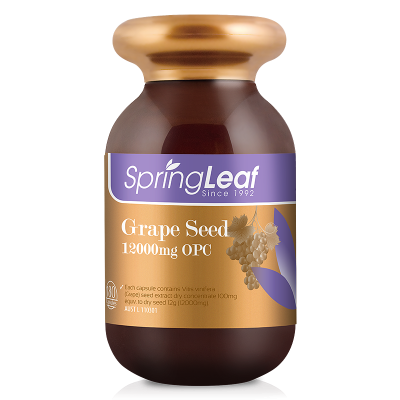 SpringLeaf
Since 1992
Grape Seed
12000mg OPC
Each capsule contains: Vitis vinifera
(Grape) seed extract dry concentrate 100mg
equiv. to dry seed 12g (12000mg)
AUST L